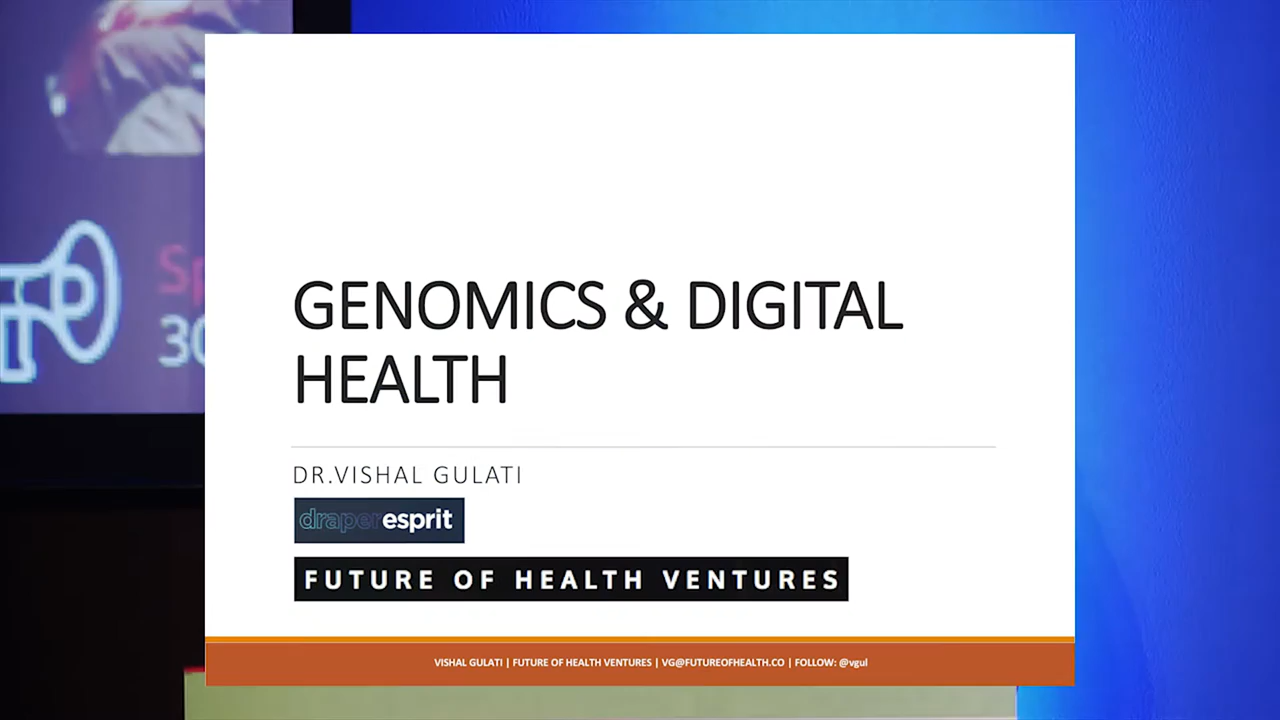 GENOMICS & DIGITAL
HEALTH
DR.VISHAL GULATI
draperesprit
FUTURE OF HEALTH VENTURES
VISHAL GULATI | FUTURE OF HEALTH VENTURES | VG@FUTUREOFHEALTH.CO | FOLLOW: @vgul